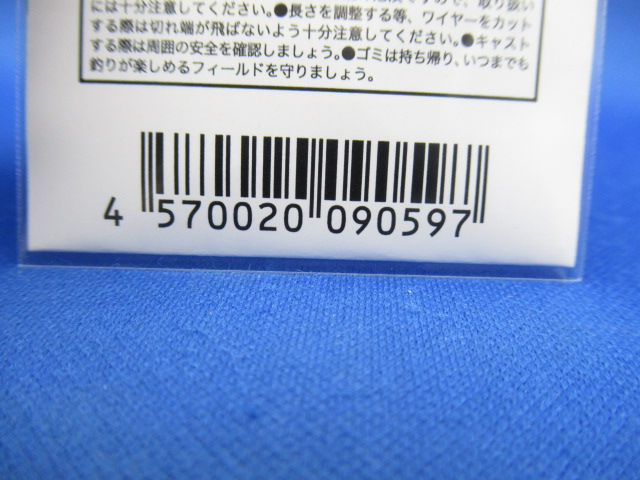 には十分注意してください。●長さを調整する等、ワイヤーをカット
する際は切れ端が飛ばないよう十分注意してください。●キャスト
する際は周囲の安全を確認しましょう。●ゴミは持ち帰り、いつまでも
釣りが楽しめるフィールドを守りましょう。
4 570020 090597